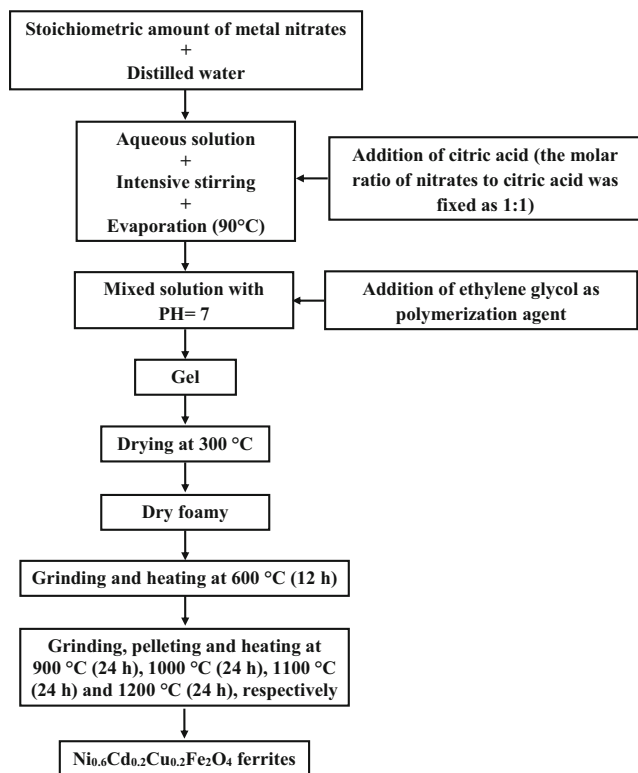 Stoichiometric amount of metal nitrates
+
Distilled water
Aqueous solution
+
Intensive stirring
+
Evaporation (90°C)
Addition of citric acid (the molar
ratio of nitrates to citric acid was
fixed as 1:1)
Mixed solution with
PH= 7
Addition of ethylene glycol as
polymerization agent
Gel
Drying at 300 °C
Dry foamy
Grinding and heating at 600 °C (12 h)
Grinding, pelleting and heating at
900 °C (24 h), 1000 °C (24 h), 1100 °C
(24 h) and 1200 °C (24 h), respectively
Ni₀.₆Cd₀.₂Cu₀.₂Fe₂O₄ ferrites